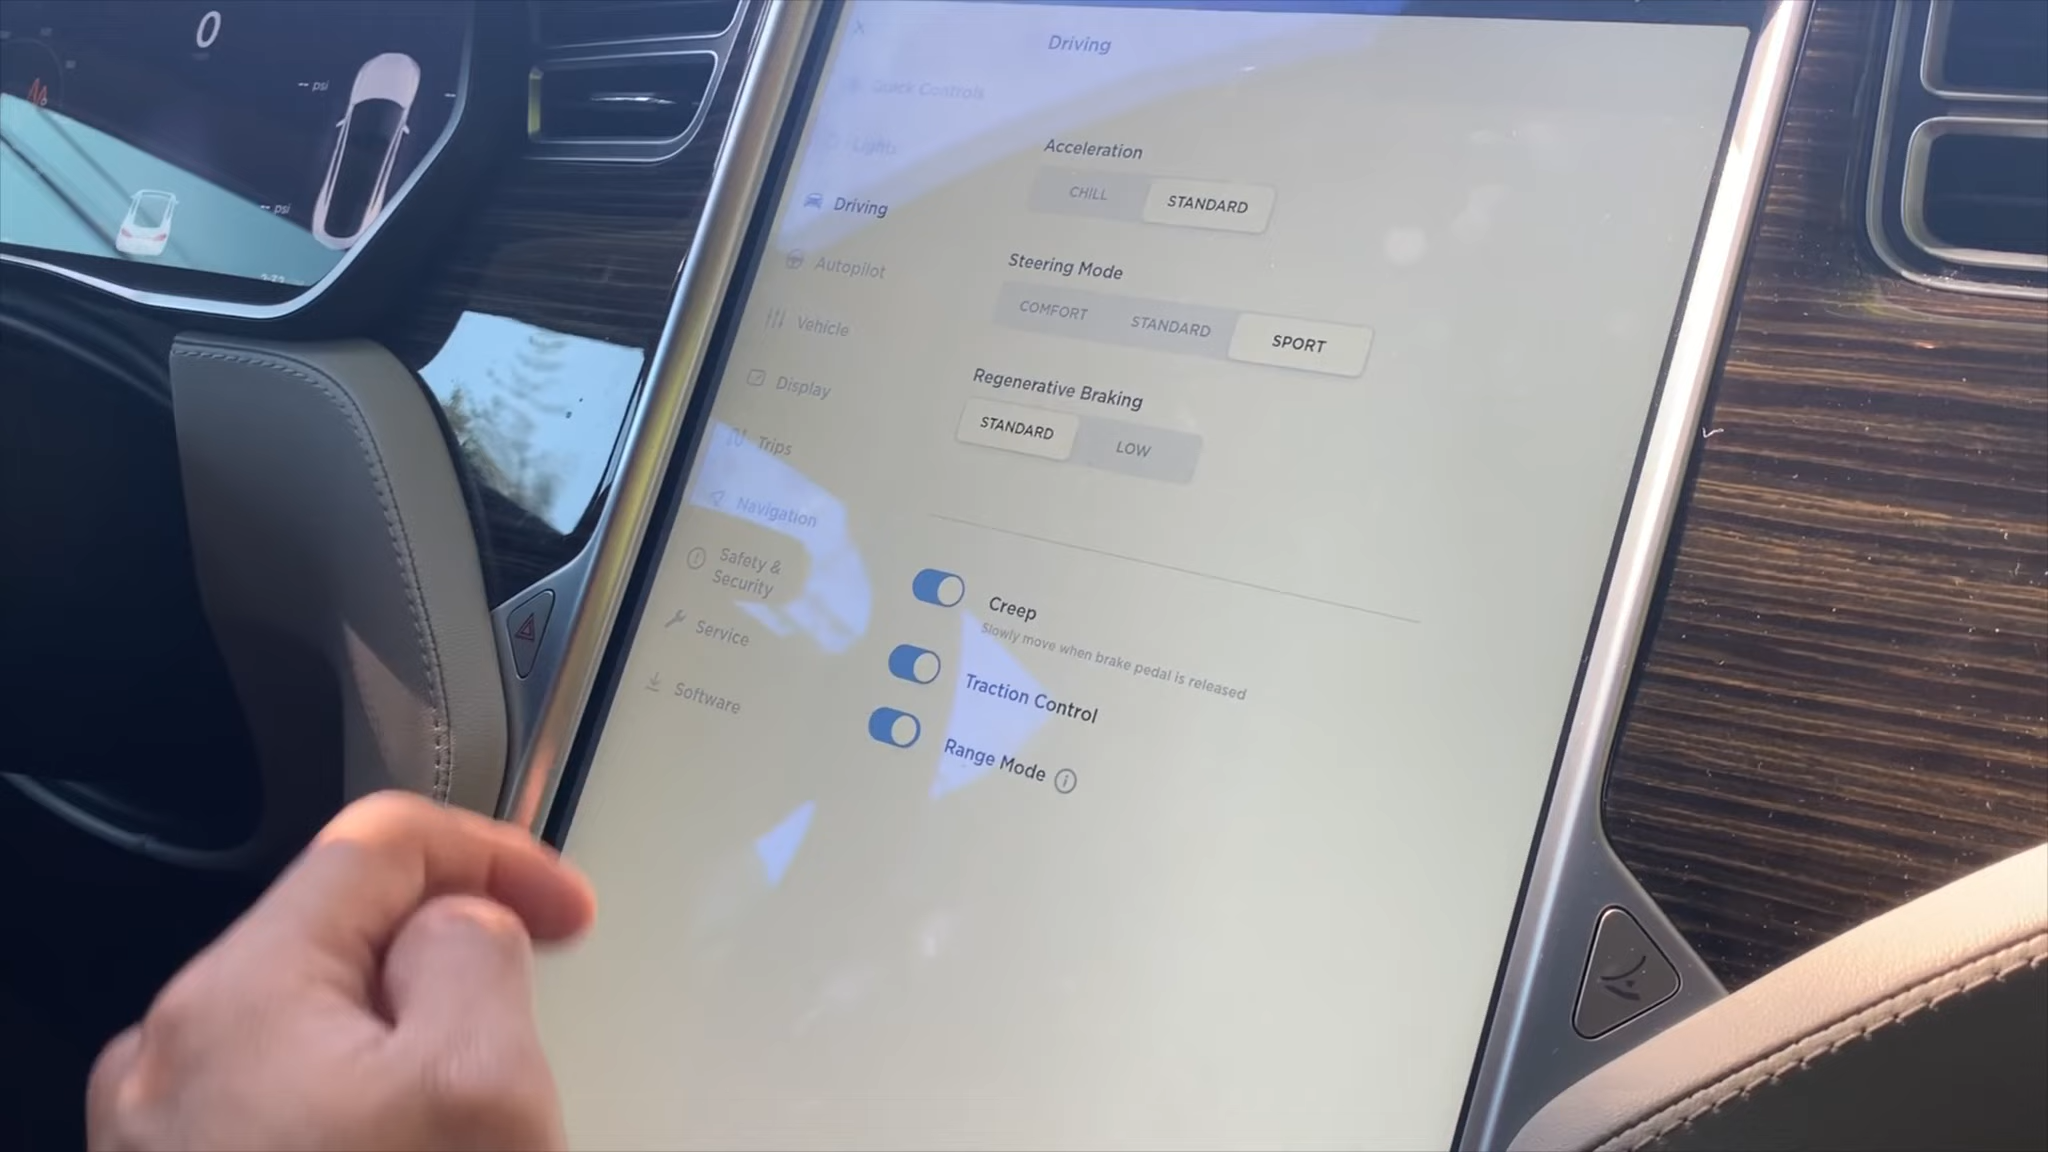 0
-- psi
-- psi
Driving
Quick Controls
Lights
Driving
Autopilot
Vehicle
Display
Trips
Navigation
Safety &
Security
Service
Software
Acceleration
CHILL STANDARD
Steering Mode
COMFORT STANDARD SPORT
Regenerative Braking
STANDARD LOW
Creep
Slowly move when brake pedal is released
Traction Control
Range Mode